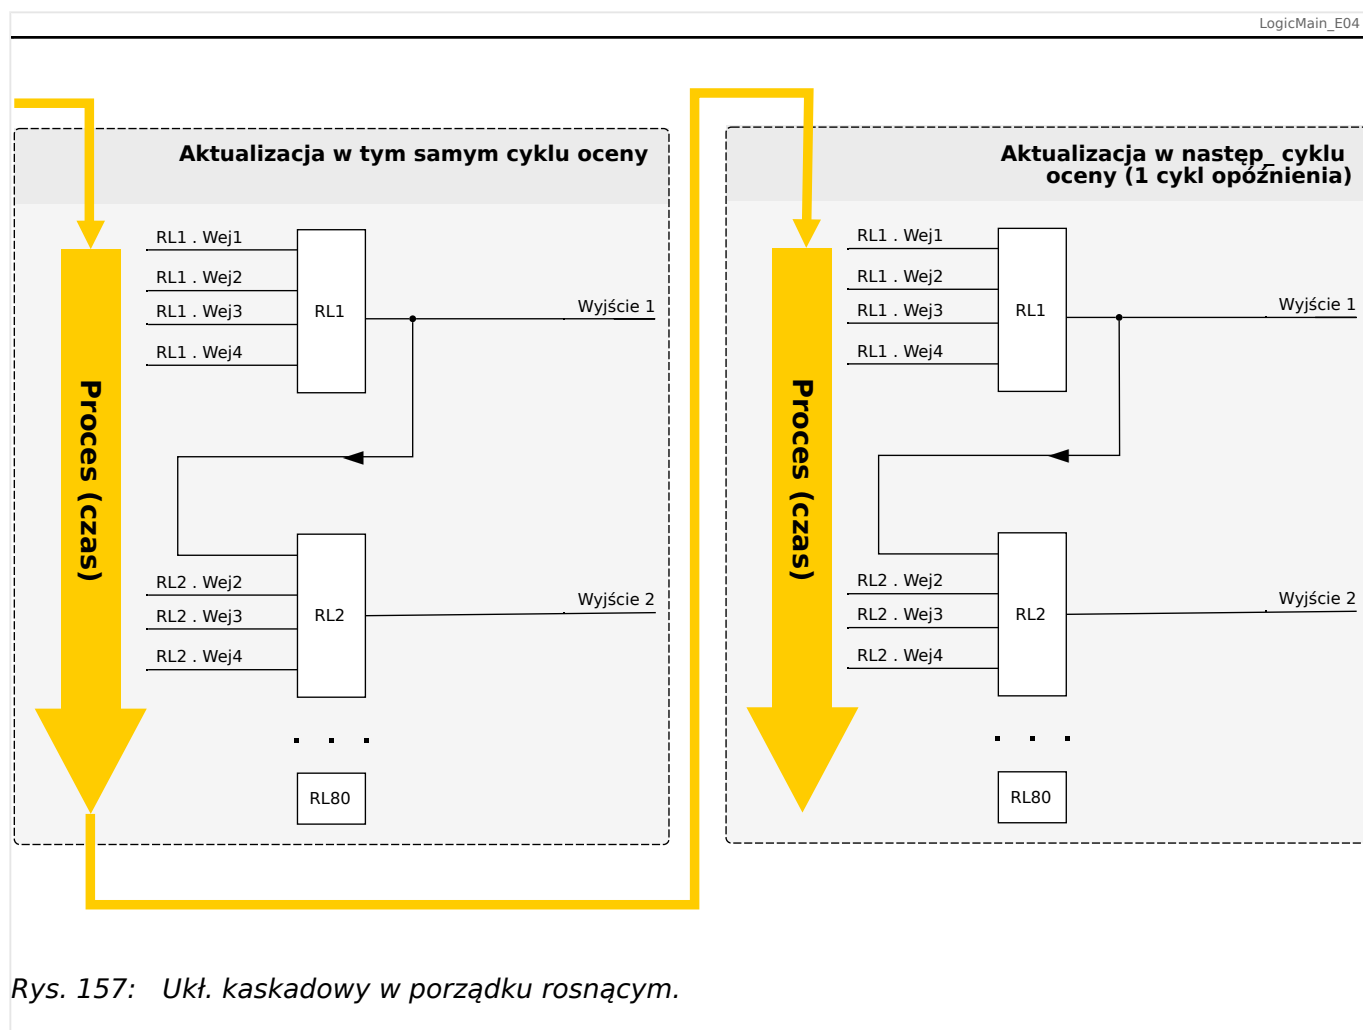 LogicMain_E04
Aktualizacja w tym samym cyklu oceny
RL1 . Wej1
RL1 . Wej2
RL1 . Wej3
RL1 . Wej4
RL1
Wyjście 1
Proces (czas)
RL2 . Wej2
RL2 . Wej3
RL2 . Wej4
RL2
Wyjście 2
. . .
RL80
Aktualizacja w następ_ cyklu
oceny (1 cykl opóźnienia)
RL1 . Wej1
RL1 . Wej2
RL1 . Wej3
RL1 . Wej4
RL1
Wyjście 1
Proces (czas)
RL2 . Wej2
RL2 . Wej3
RL2 . Wej4
RL2
Wyjście 2
. . .
RL80
Rys. 157: Ukł. kaskadowy w porządku rosnącym.